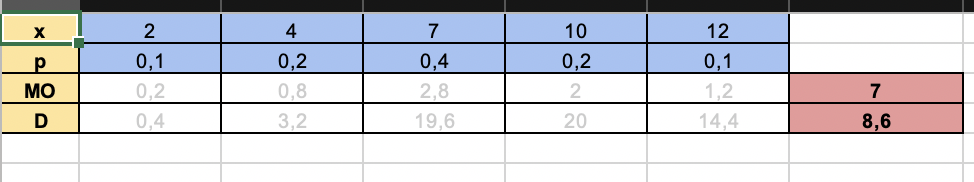 x 2 4 7 10 12
p 0,1 0,2 0,4 0,2 0,1
MO 0,2 0,8 2,8 2 1,2 7
D 0,4 3,2 19,6 20 14,4 8,6